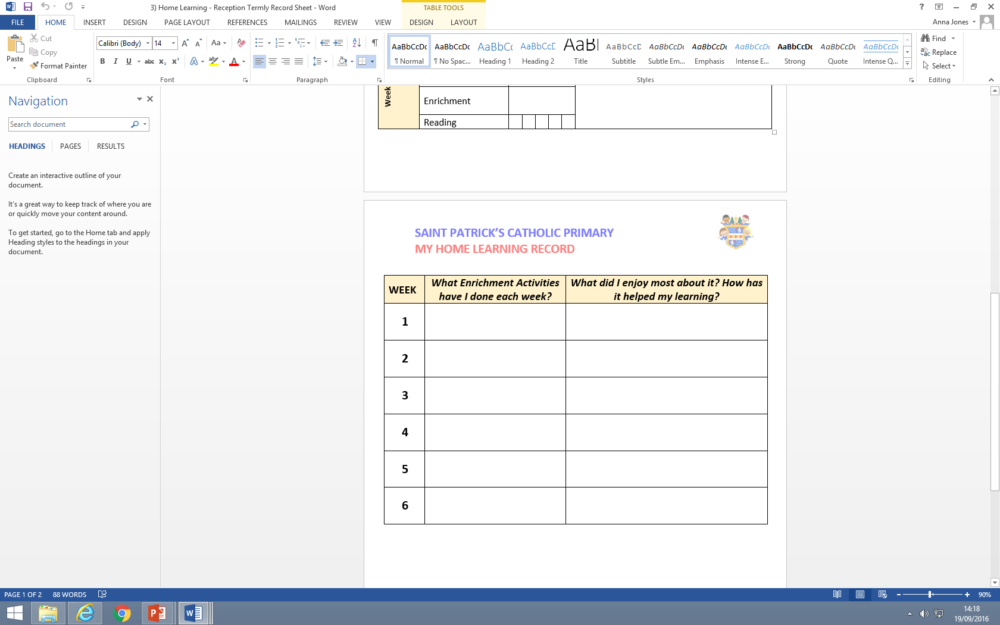 3) Home Learning - Reception Termly Record Sheet - Word
TABLE TOOLS
?
FILE
HOME
INSERT
DESIGN
PAGE LAYOUT
REFERENCES
MAILINGS
REVIEW
VIEW
DESIGN
LAYOUT
Anna Jones
Paste
Cut
Copy
Format Painter
Clipboard
Calibri (Body)
14
Font
Paragraph
AaBbCcDc
¶ Normal
AaBbCcDc
¶ No Spac...
AaBbCc
Heading 1
AaBbCcD
Heading 2
AaB
Title
AaBbCcD
Subtitle
AaBbCcDc
Subtle Em...
AaBbCcDc
Emphasis
AaBbCcDc
Intense E...
AaBbCcDc
Strong
AaBbCcDc
Quote
AaBbCcDc
Intense Q...
Styles
Find
Replace
Select
Editing
Navigation
Search document
HEADINGS
PAGES
RESULTS
Create an interactive outline of your
document.
It's a great way to keep track of where you are
or quickly move your content around.
To get started, go to the Home tab and apply
Heading styles to the headings in your
document.
Week
Enrichment
Reading
SAINT PATRICK'S CATHOLIC PRIMARY
MY HOME LEARNING RECORD
WEEK
What Enrichment Activities
have I done each week?
What did I enjoy most about it? How has
it helped my learning?
1
2
3
4
5
6
PAGE 1 OF 2
88 WORDS
90%
14:18
19/09/2016